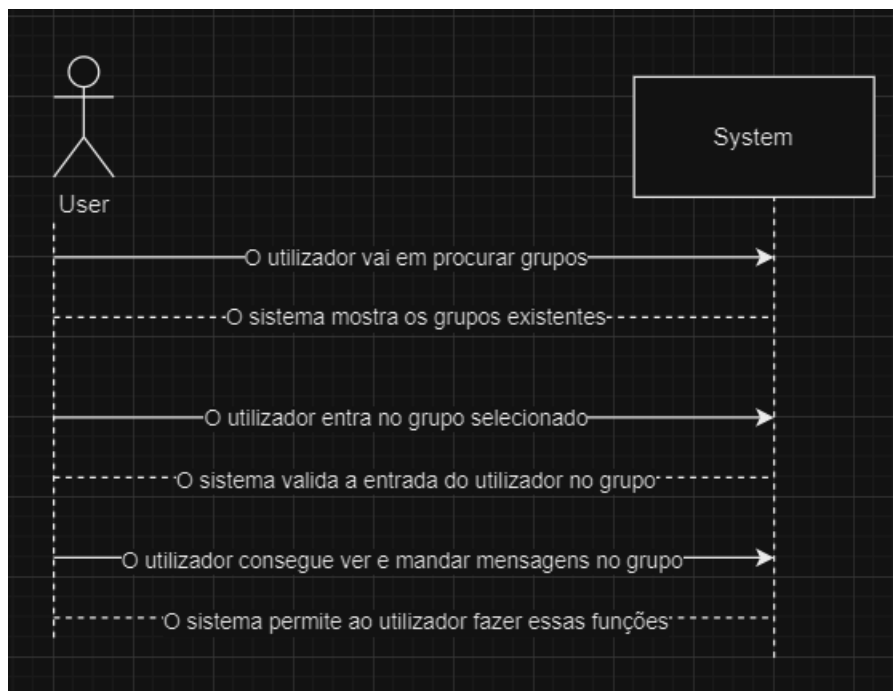 System
User
O utilizador vai em procurar grupos
O sistema mostra os grupos existentes
O utilizador entra no grupo selecionado
O sistema valida a entrada do utilizador no grupo
O utilizador consegue ver e mandar mensagens no grupo
O sistema permite ao utilizador fazer essas funções